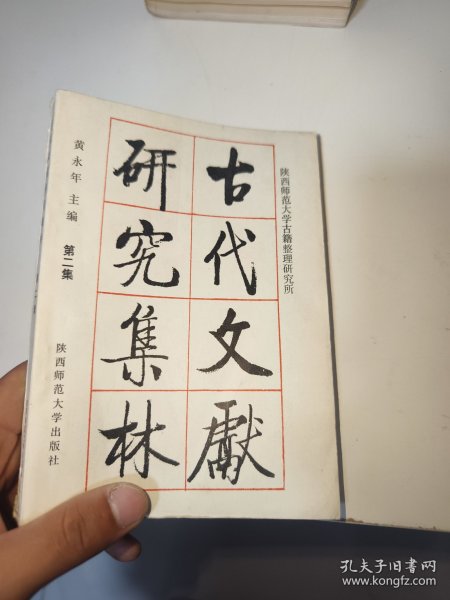 陕西师范大学古籍整理研究所
古代文獻
研究集林
黄永年 主编 第二集
陕西师范大学出版社
孔夫子旧书网
www.kongfz.com